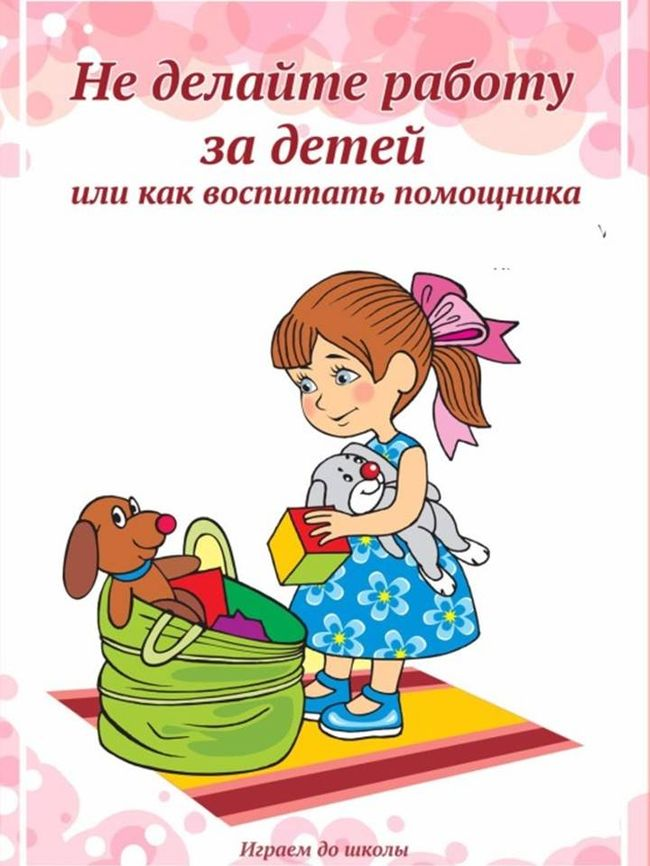 Не делайте работу
за детей
или как воспитать помощника
Играем до школы